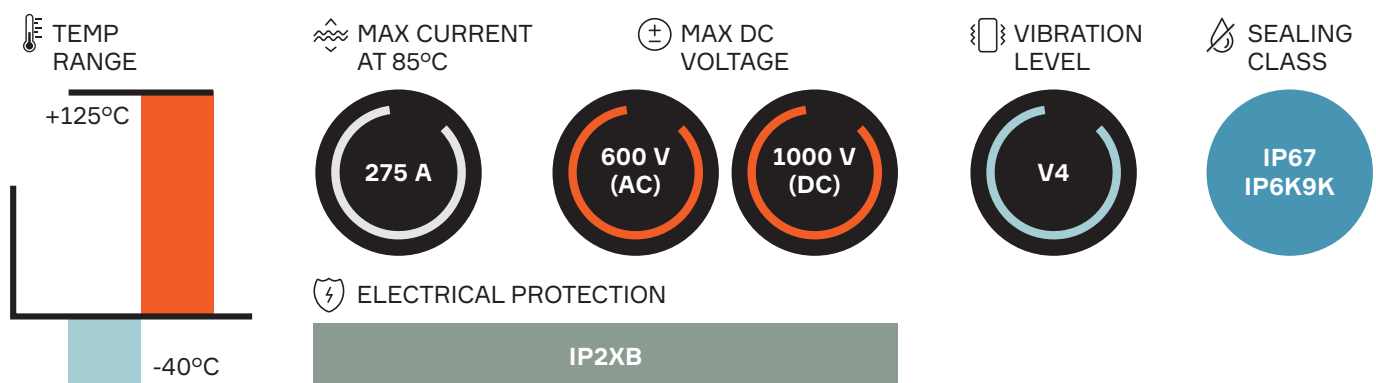 TEMP
RANGE
+125°C
-40°C
MAX CURRENT
AT 85°C
275 A
MAX DC
VOLTAGE
600 V
(AC)
1000 V
(DC)
VIBRATION
LEVEL
V4
SEALING
CLASS
IP67
IP6K9K
ELECTRICAL PROTECTION
IP2XB